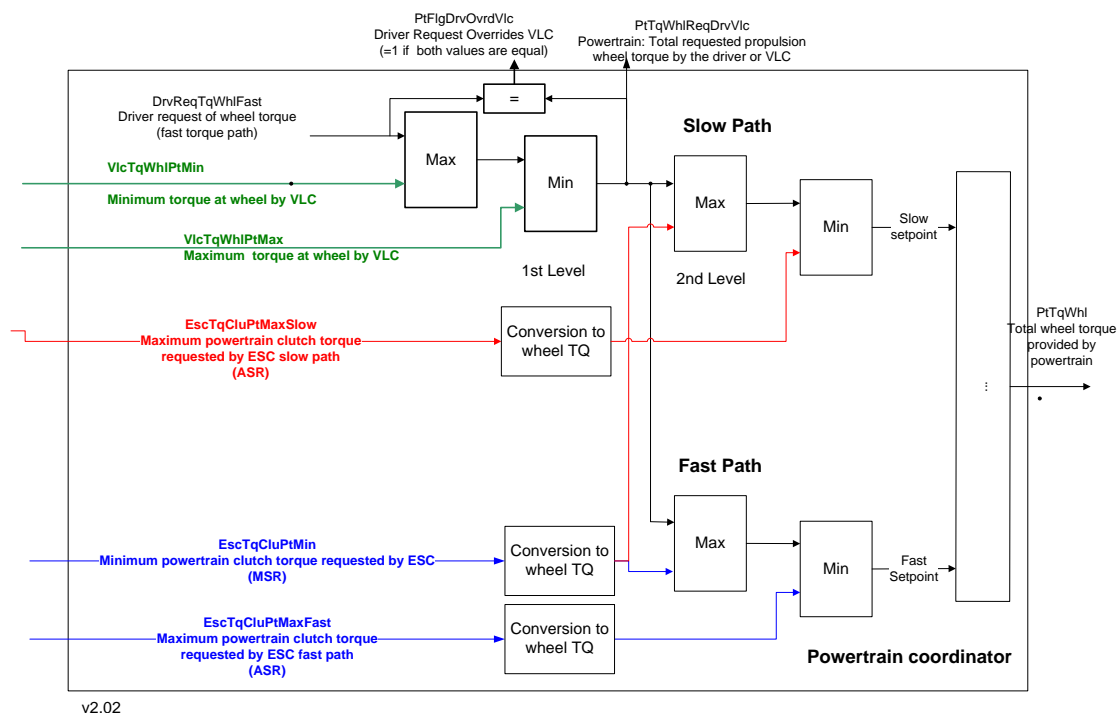 PtFlgDrvOvrdVlc
Driver Request Overrides VLC
(=1 if both values are equal)
PtTqWhlReqDrvVlc
Powertrain: Total requested propulsion
wheel torque by the driver or VLC
DrvReqTqWhlFast
Driver request of wheel torque
(fast torque path)
=
Slow Path
VlcTqWhlPtMin
Minimum torque at wheel by VLC
Max
Min
Max
Min
Slow
setpoint
VlcTqWhlPtMax
Maximum torque at wheel by VLC
1st Level
2nd Level
EscTqCluPtMaxSlow
Maximum powertrain clutch torque
requested by ESC slow path
(ASR)
Conversion to
wheel TQ
PtTqWhl
Total wheel torque
provided by
powertrain
...
Fast Path
EscTqCluPtMin
Minimum powertrain clutch torque requested by ESC
(MSR)
Conversion to
wheel TQ
Max
Min
Fast
Setpoint
EscTqCluPtMaxFast
Maximum powertrain clutch torque
requested by ESC fast path
(ASR)
Conversion to
wheel TQ
Powertrain coordinator
v2.02